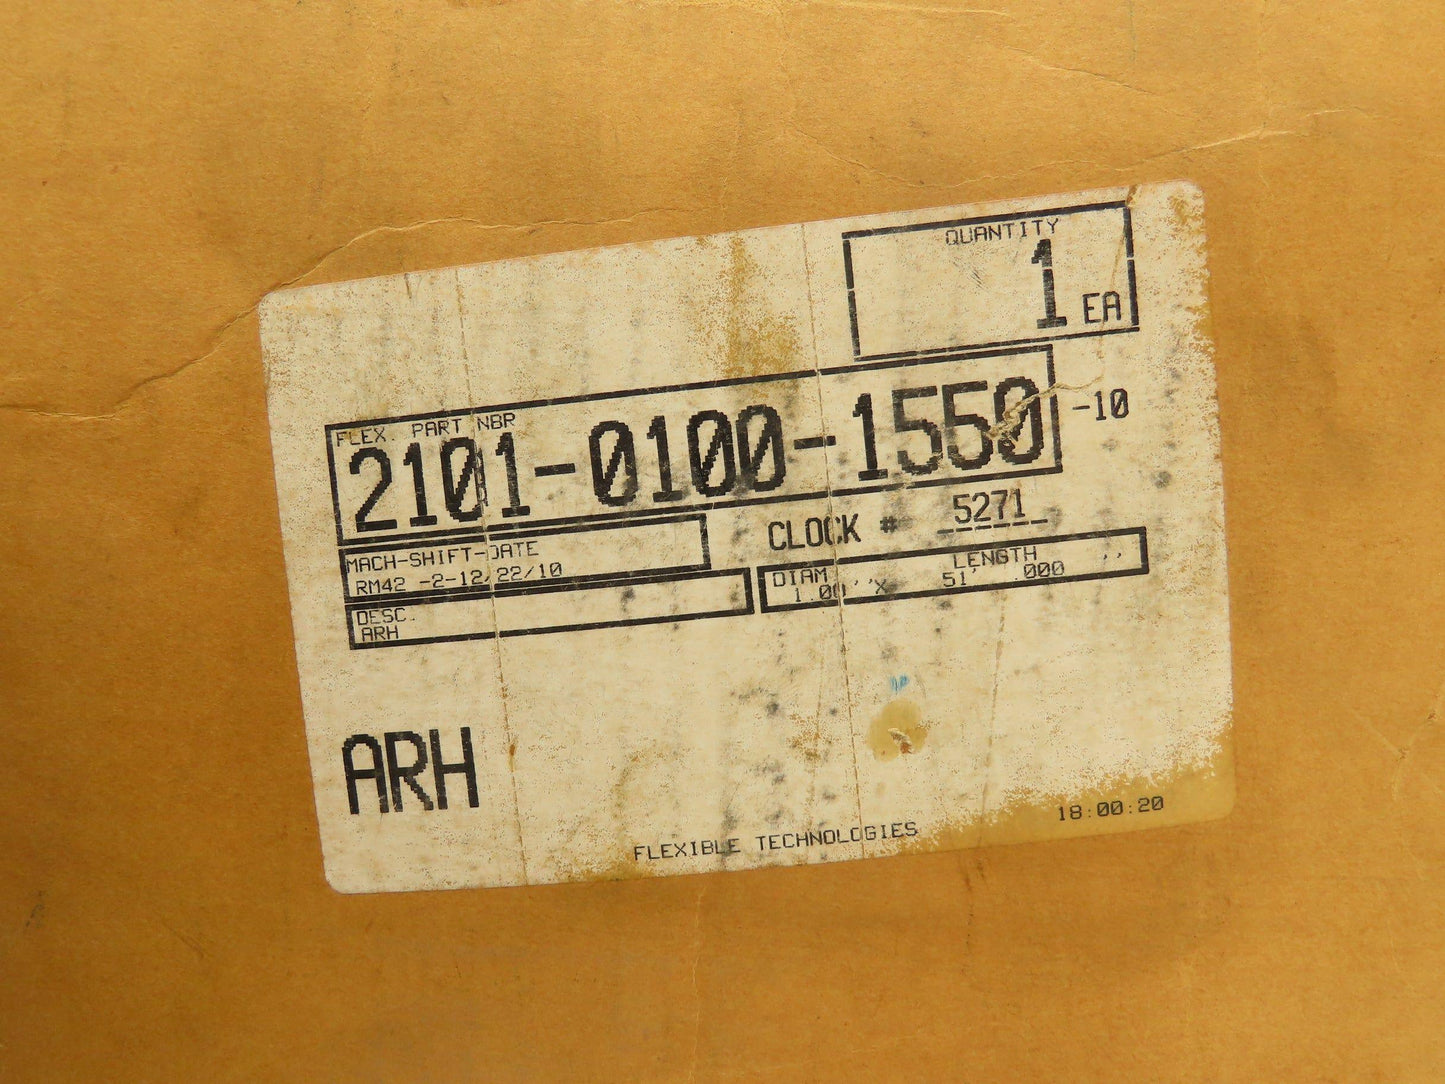 QUANTITY
1 EA
FLEX. PART NBR
2101-0100-1550 -10
CLOCK # 5271
MACH-SHIFT-DATE
RM42 -2-12/22/10
DIAM '' LENGTH ''
1.00 X 51' .000
DESC.
ARH
ARH
18:00:20
FLEXIBLE TECHNOLOGIES